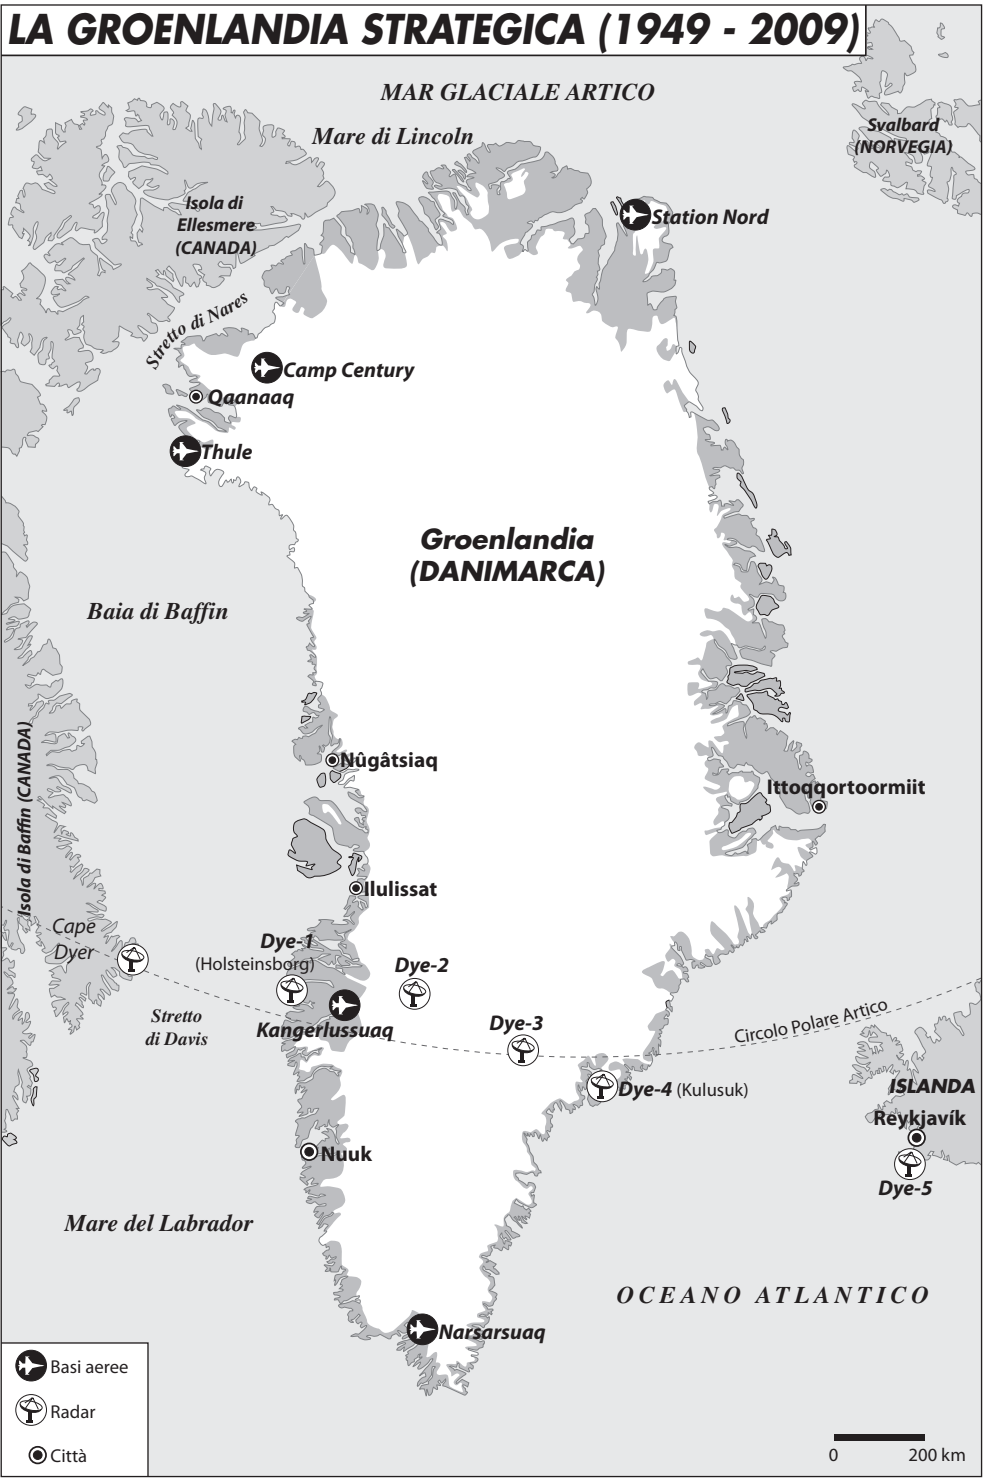 LA GROENLANDIA STRATEGICA (1949 - 2009)
MAR GLACIALE ARTICO
Mare di Lincoln
Svalbard
(NORVEGIA)
Isola di
Ellesmere
(CANADA)
Station Nord
Stretto di Nares
Camp Century
Qaanaaq
Thule
Groenlandia
(DANIMARCA)
Baia di Baffin
Isola di Baffin (CANADA)
Nûgâtsiaq
Ittoqqortoormiit
Ilulissat
Cape
Dyer
Dye-1
(Holsteinsborg)
Dye-2
Stretto
di Davis
Kangerlussuaq
Dye-3
Circolo Polare Artico
Dye-4 (Kulusuk)
ISLANDA
Reykjavík
Dye-5
Nuuk
Mare del Labrador
OCEANO ATLANTICO
Narsarsuaq
Basi aeree
Radar
Città
0 200 km